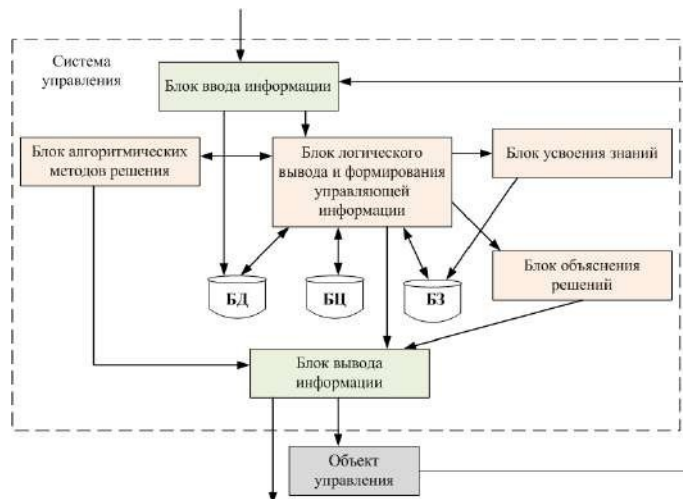 Система
управления
Блок ввода информации
Блок алгоритмических
методов решения
Блок логического
вывода и формирования
управляющей
информации
Блок усвоения знаний
Блок объяснения
решений
БД
БЦ
БЗ
Блок вывода
информации
Объект
управления